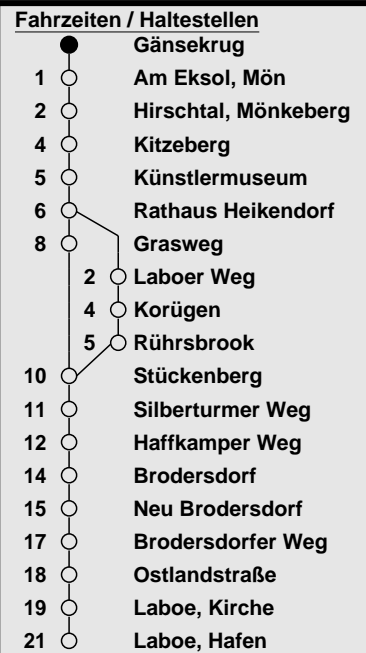 Fahrzeiten / Haltestellen
Gänsekrug
1 Am Eksol, Mön
2 Hirschtal, Mönkeberg
4 Kitzeberg
5 Künstlermuseum
6 Rathaus Heikendorf
8 Grasweg
2 Laboer Weg
4 Korügen
5 Rührsbrook
10 Stückenberg
11 Silberturmer Weg
12 Haffkamper Weg
14 Brodersdorf
15 Neu Brodersdorf
17 Brodersdorfer Weg
18 Ostlandstraße
19 Laboe, Kirche
21 Laboe, Hafen